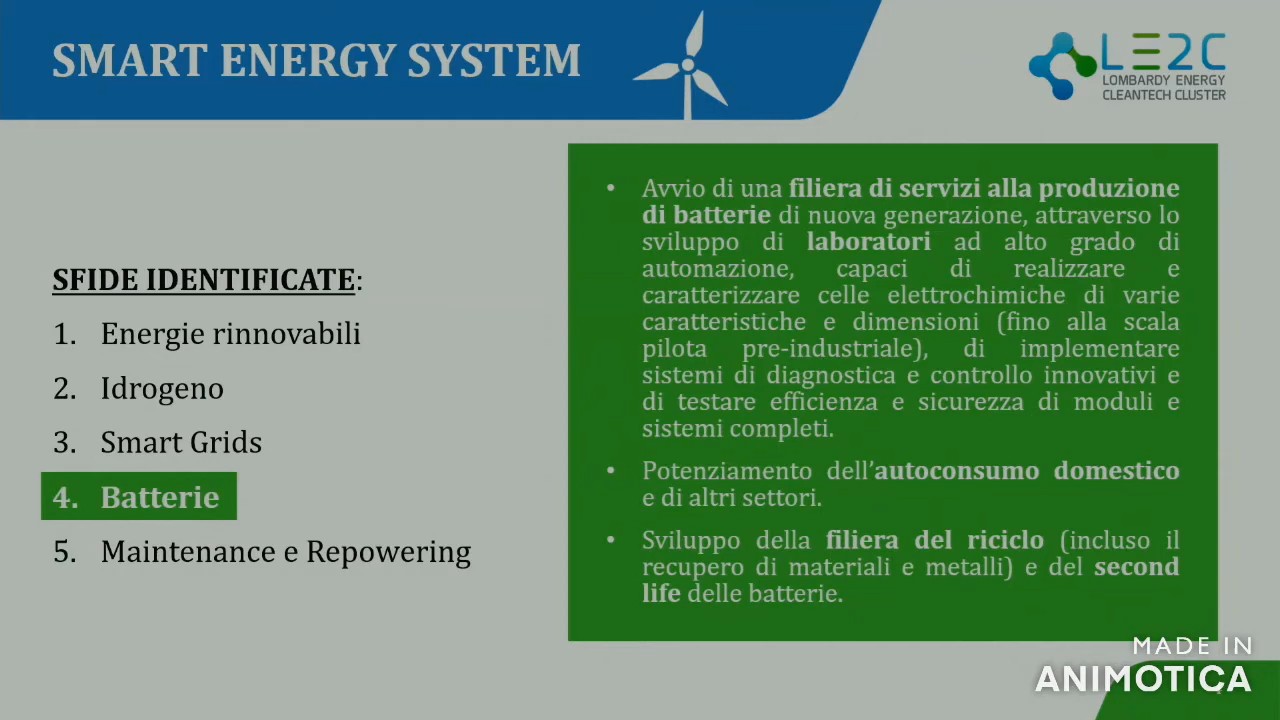 SMART ENERGY SYSTEM
LE2C
LOMBARDY ENERGY
CLEANTECH CLUSTER
SFIDE IDENTIFICATE:
1. Energie rinnovabili
2. Idrogeno
3. Smart Grids
4. Batterie
5. Maintenance e Repowering
• Avvio di una filiera di servizi alla produzione
di batterie di nuova generazione, attraverso lo
sviluppo di laboratori ad alto grado di
automazione, capaci di realizzare e
caratterizzare celle elettrochimiche di varie
caratteristiche e dimensioni (fino alla scala
pilota pre-industriale), di implementare
sistemi di diagnostica e controllo innovativi e
di testare efficienza e sicurezza di moduli e
sistemi completi.
• Potenziamento dell’autoconsumo domestico
e di altri settori.
• Sviluppo della filiera del riciclo (incluso il
recupero di materiali e metalli) e del second
life delle batterie.
MADE IN
ANIMOTICA